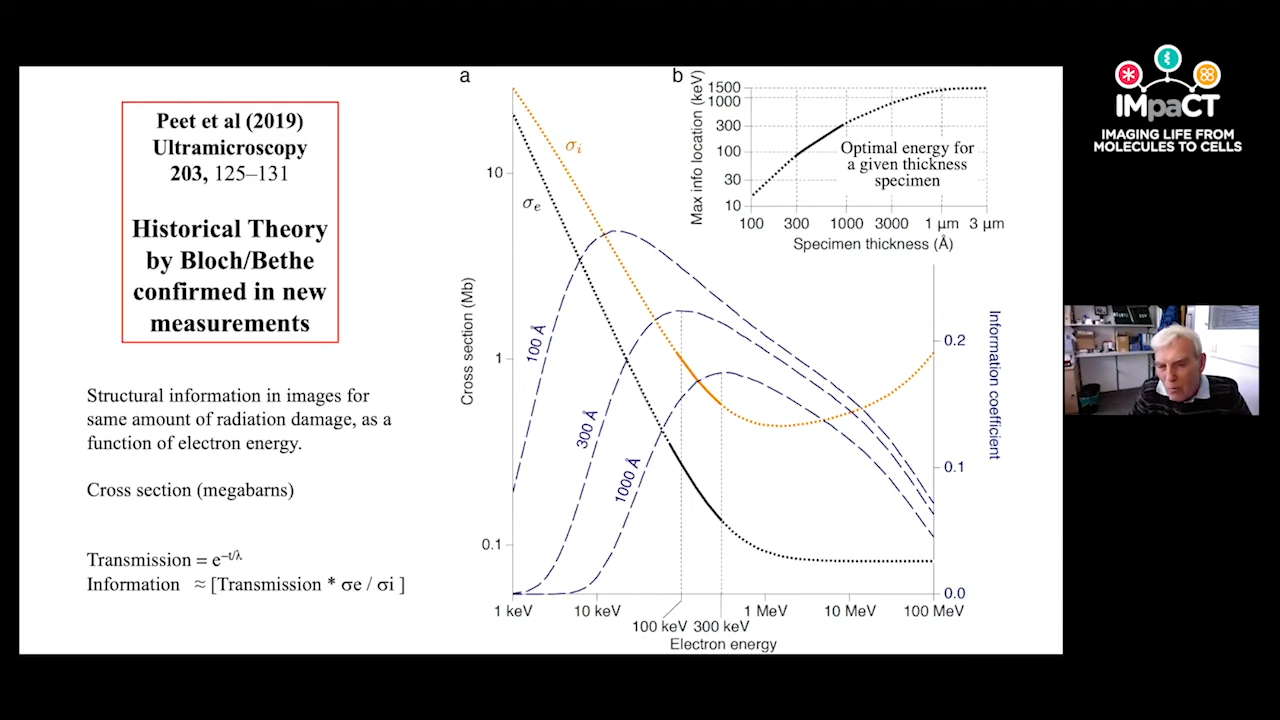 Peet et al (2019)
Ultramicroscopy
203, 125–131
Historical Theory
by Bloch/Bethe
confirmed in new
measurements
Structural information in images for
same amount of radiation damage, as a
function of electron energy.
Cross section (megabarns)
Transmission = e–t/λ
Information ≈ [Transmission * σe / σi ]
a
σi
σe
10
1
0.1
Cross section (Mb)
100 Å
300 Å
1000 Å
1 keV
10 keV
100 keV
300 keV
1 MeV
10 MeV
100 MeV
Electron energy
0.2
0.1
0.0
Information coefficient
b
Max info location (keV)
1500
1000
300
100
30
10
Optimal energy for
a given thickness
specimen
100
300
1000
3000
1 μm
3 μm
Specimen thickness (Å)
IMpaCT
IMAGING LIFE FROM
MOLECULES TO CELLS